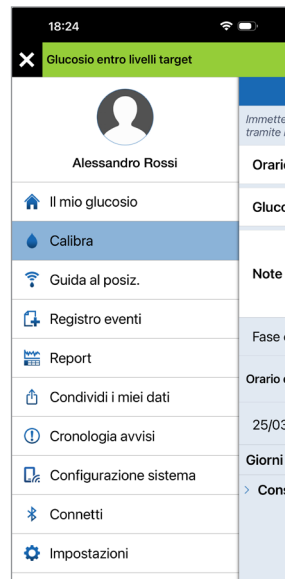 18:24
Glucosio entro livelli target
Immette
tramite
Alessandro Rossi
Orario
Il mio glucosio
Gluco
Calibra
Guida al posiz.
Note
Registro eventi
Fase
Report
Orario
Condividi i miei dati
25/03
Cronologia avvisi
Giorni
Configurazione sistema
Cons
Connetti
Impostazioni